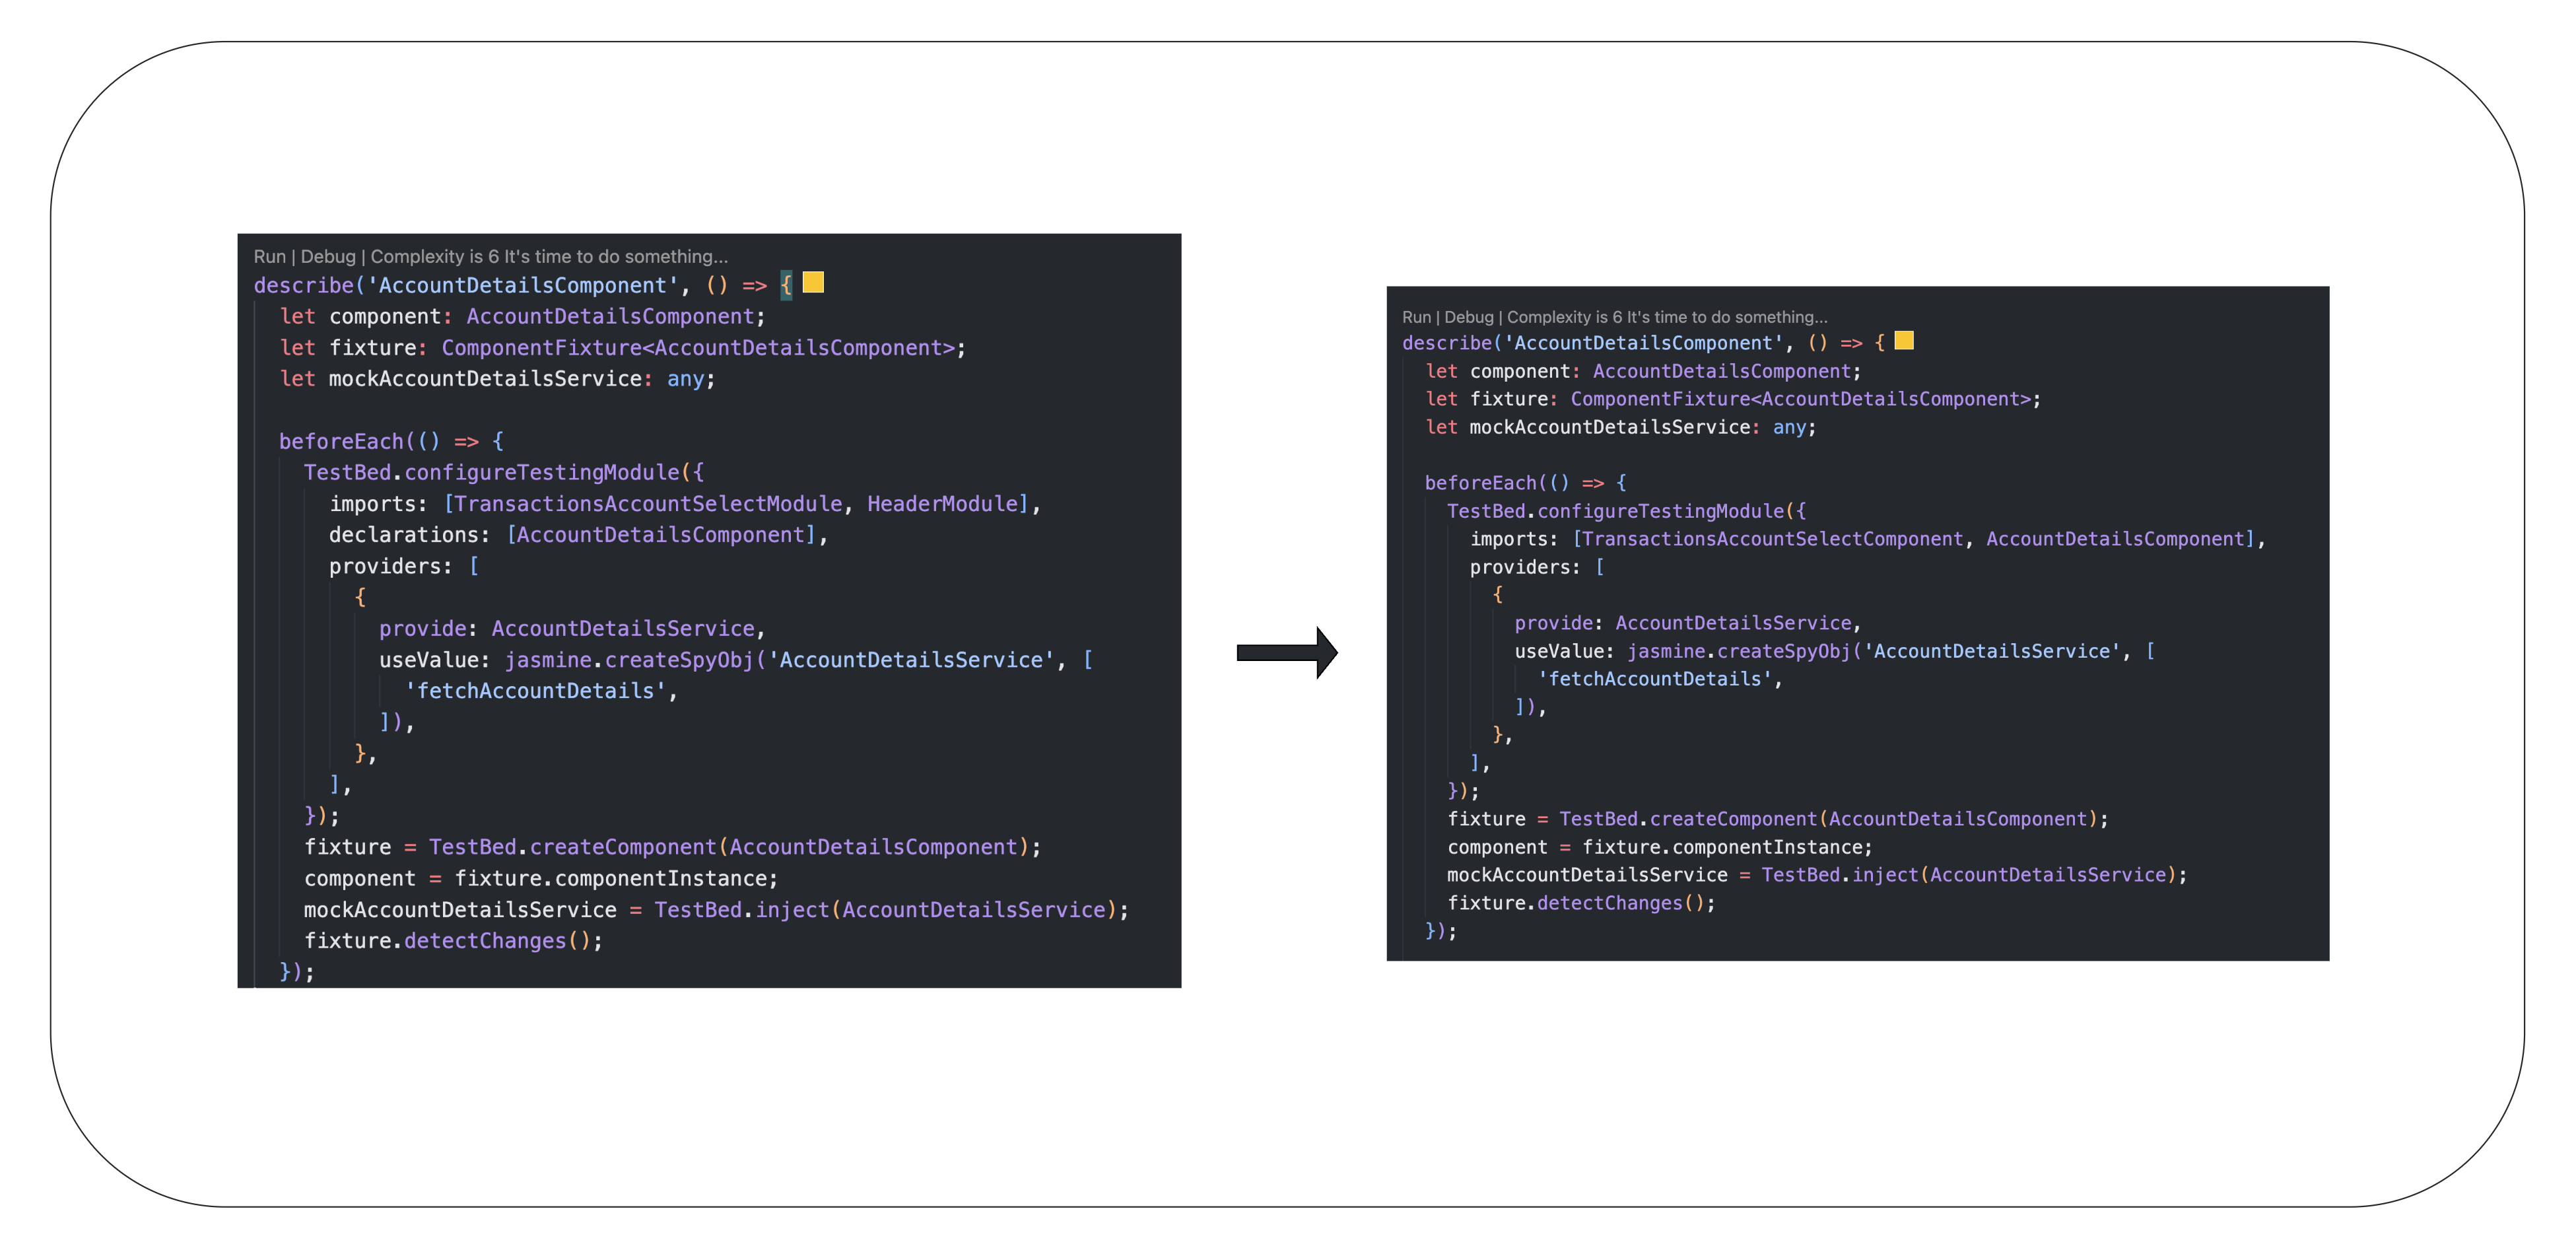 Run | Debug | Complexity is 6 It's time to do something...
describe('AccountDetailsComponent', () => {
let component: AccountDetailsComponent;
let fixture: ComponentFixture<AccountDetailsComponent>;
let mockAccountDetailsService: any;
beforeEach(() => {
TestBed.configureTestingModule({
imports: [TransactionsAccountSelectModule, HeaderModule],
declarations: [AccountDetailsComponent],
providers: [
{
provide: AccountDetailsService,
useValue: jasmine.createSpyObj('AccountDetailsService', [
'fetchAccountDetails',
]),
},
],
});
fixture = TestBed.createComponent(AccountDetailsComponent);
component = fixture.componentInstance;
mockAccountDetailsService = TestBed.inject(AccountDetailsService);
fixture.detectChanges();
});
Run | Debug | Complexity is 6 It's time to do something...
describe('AccountDetailsComponent', () => {
let component: AccountDetailsComponent;
let fixture: ComponentFixture<AccountDetailsComponent>;
let mockAccountDetailsService: any;
beforeEach(() => {
TestBed.configureTestingModule({
imports: [TransactionsAccountSelectComponent, AccountDetailsComponent],
providers: [
{
provide: AccountDetailsService,
useValue: jasmine.createSpyObj('AccountDetailsService', [
'fetchAccountDetails',
]),
},
],
});
fixture = TestBed.createComponent(AccountDetailsComponent);
component = fixture.componentInstance;
mockAccountDetailsService = TestBed.inject(AccountDetailsService);
fixture.detectChanges();
});